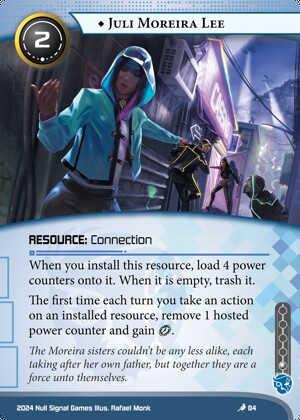 2
◆ Juli Moreira Lee
RESOURCE: Connection
When you install this resource, load 4 power
counters onto it. When it is empty, trash it.
The first time each turn you take an action
on an installed resource, remove 1 hosted
power counter and gain.
The Moreira sisters couldn't be any less alike, each
taking after her own father, but together they are a
force unto themselves.
2024 Null Signal Games Illus. Rafael Monk
84